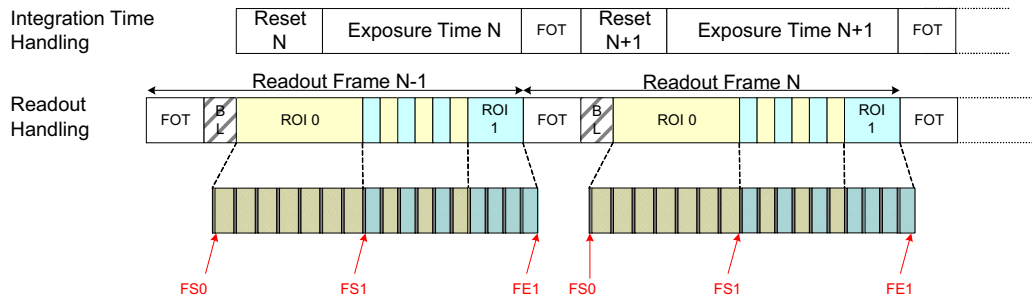 Integration Time
Handling
Reset
N
Exposure Time N
FOT
Reset
N+1
Exposure Time N+1
FOT
Readout Frame N-1
Readout Frame N
Readout
Handling
FOT
B
L
ROI 0
ROI
1
FOT
B
L
ROI 0
ROI
1
FOT
FS0
FS1
FE1
FS0
FS1
FE1